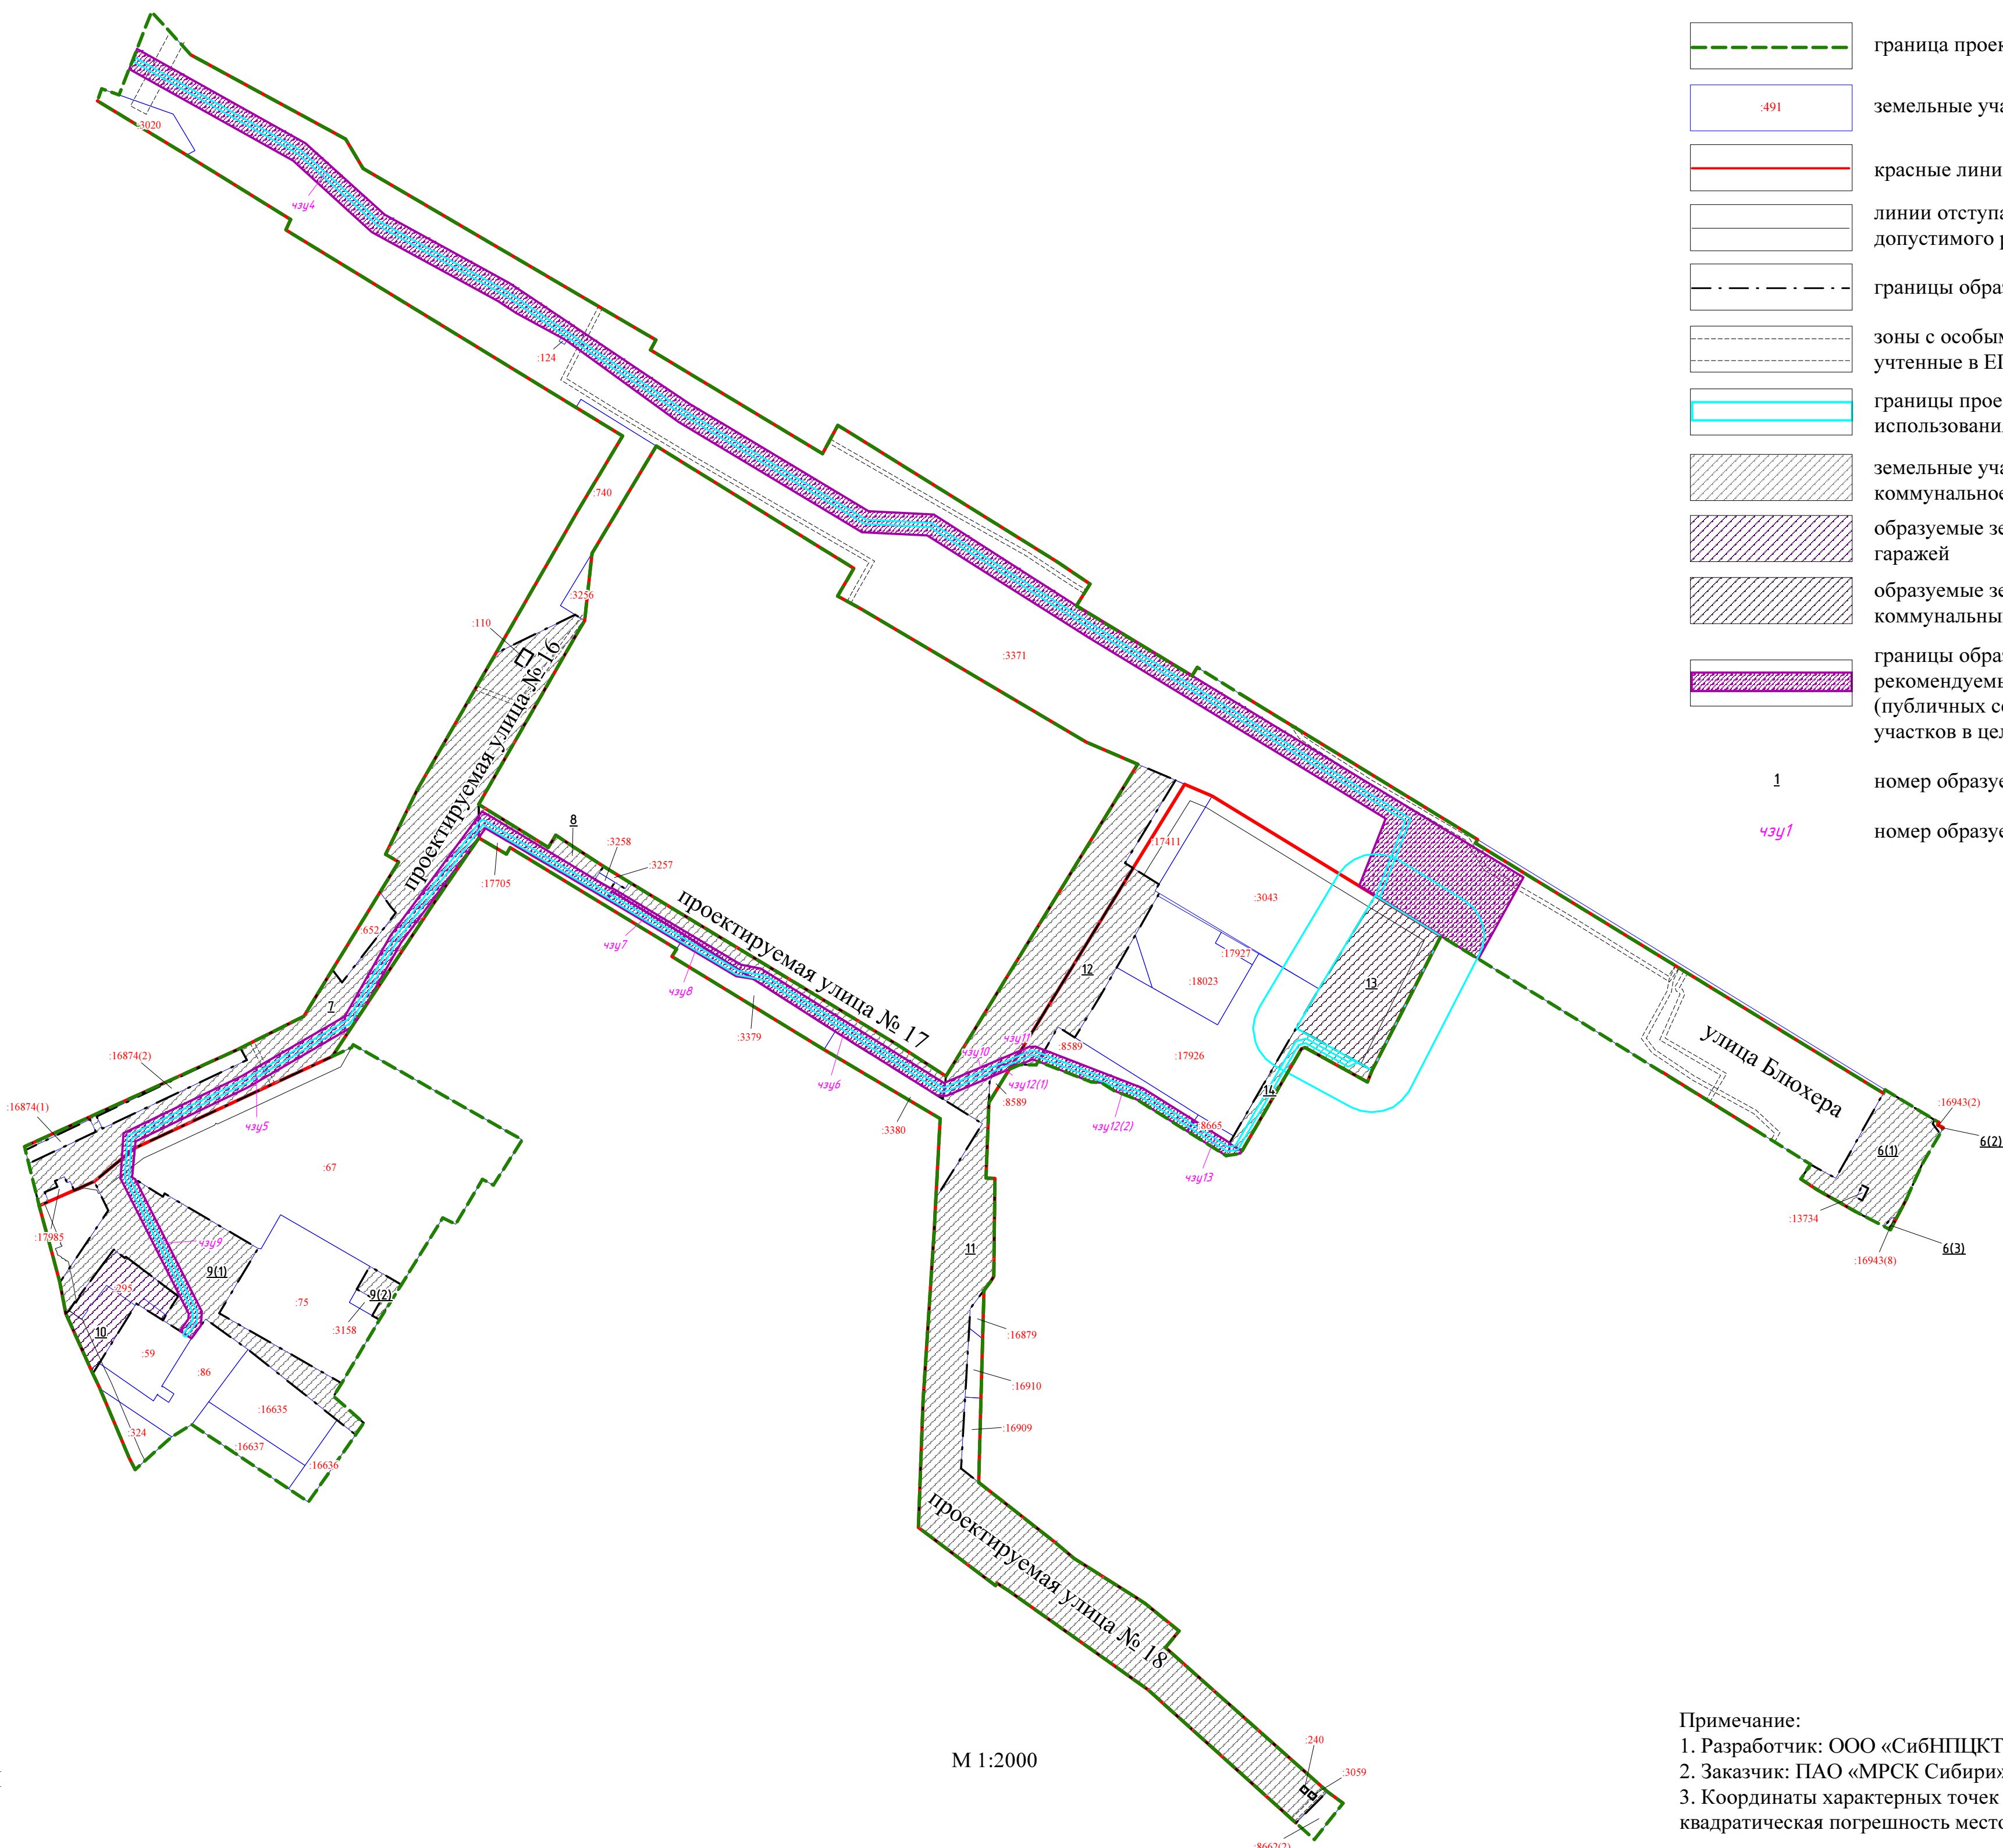 граница проек
:491
земельные уча
красные лини
линии отступа
допустимого р
границы образ
зоны с особым
учтенные в ЕГ
границы прое
использовани
земельные уча
коммунальное
образуемые зе
гаражей
образуемые зе
коммунальны
границы образ
рекомендуемы
(публичных се
участков в цел
1
номер образуе
чзу1
номер образуе
:3020
чзу4
:124
:740
:3256
:110
проектируемая улица № 16
:3371
8
:3258
:3257
:17705
проектируемая улица № 17
чзу7
чзу8
:652
7
:3379
чзу6
:3380
:17411
:3043
:17927
12
:18023
13
чзу10
чзу11
:8589
:17926
чзу12(1)
:8589
14
чзу12(2)
:8665
чзу13
улица Блюхера
:16943(2)
6(2)
6(1)
:13734
6(3)
:16943(8)
:16874(2)
:16874(1)
чзу5
:67
:17985
чзу9
9(1)
:295
:75
9(2)
:3158
10
:59
:86
:16635
:324
:16637
:16636
11
:16879
:16910
:16909
проектируемая улица № 18
:240
:3059
:8662(2)
М 1:2000
Примечание:
1. Разработчик: ООО «СибНПЦКТ
2. Заказчик: ПАО «МРСК Сибири»
3. Координаты характерных точек
квадратическая погрешность место